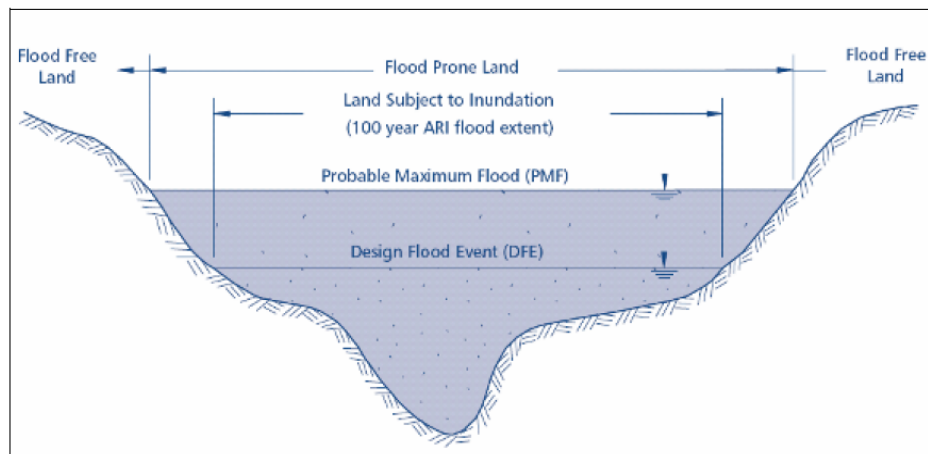 Flood Free
Land
Flood Prone Land
Flood Free
Land
Land Subject to Inundation
(100 year ARI flood extent)
Probable Maximum Flood (PMF)
Design Flood Event (DFE)